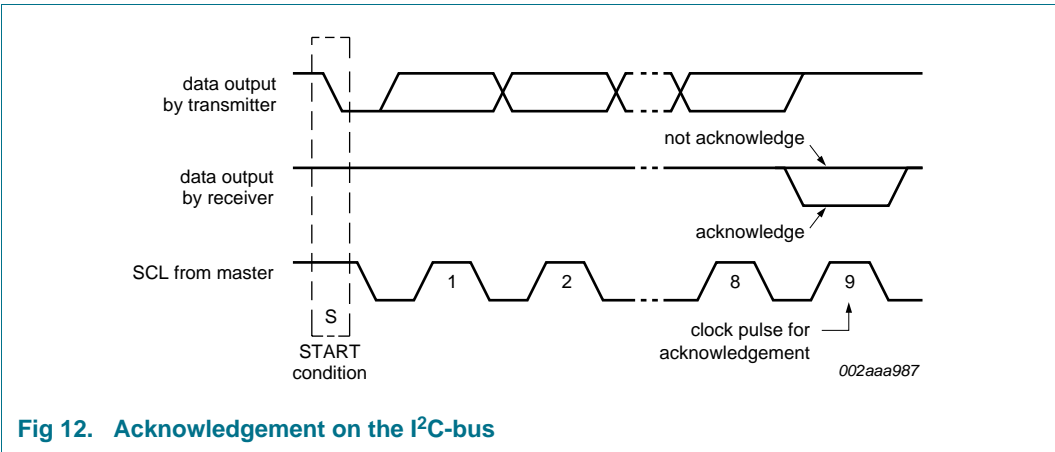 data output
by transmitter
not acknowledge
data output
by receiver
acknowledge
SCL from master
1
2
8
9
S
START
condition
clock pulse for
acknowledgement
002aaa987
Fig 12. Acknowledgement on the I²C-bus